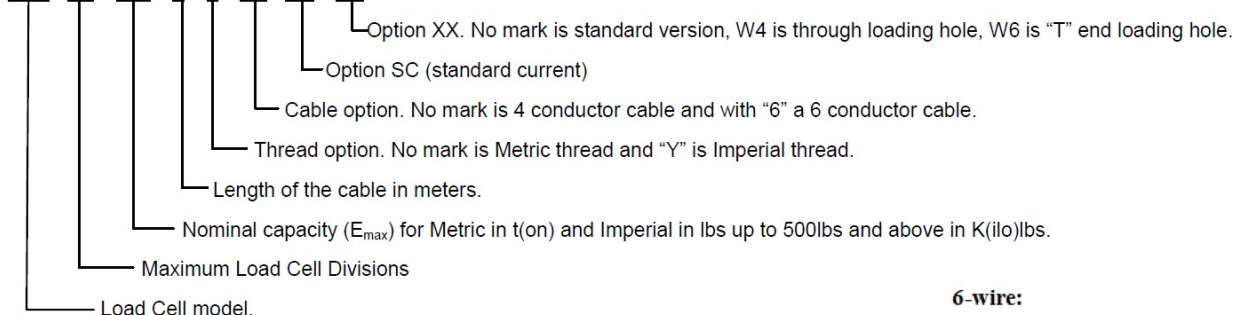 Option XX. No mark is standard version, W4 is through loading hole, W6 is “T” end loading hole.
Option SC (standard current)
Cable option. No mark is 4 conductor cable and with “6” a 6 conductor cable.
Thread option. No mark is Metric thread and “Y” is Imperial thread.
Length of the cable in meters.
Nominal capacity (Emax) for Metric in t(on) and Imperial in lbs up to 500lbs and above in K(ilo)lbs.
Maximum Load Cell Divisions
Load Cell model.
6-wire: